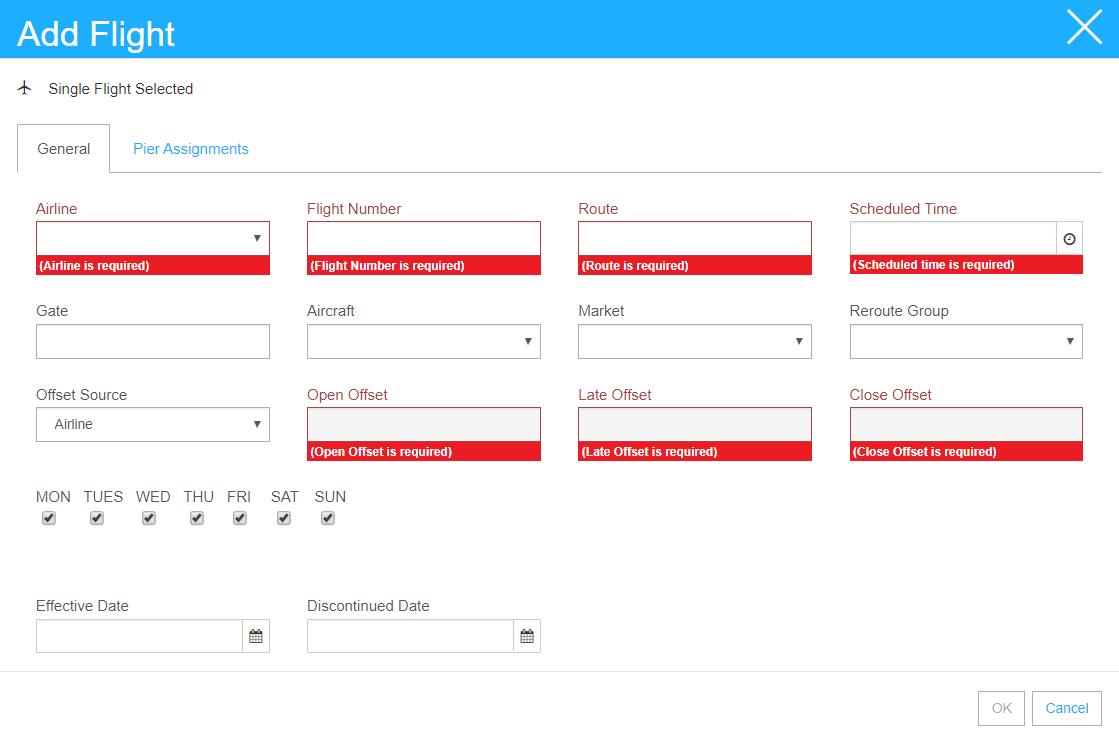 Add Flight
Single Flight Selected
General Pier Assignments
Airline Flight Number Route Scheduled Time
(Airline is required) (Flight Number is required) (Route is required) (Scheduled time is required)
Gate Aircraft Market Reroute Group
Offset Source Open Offset Late Offset Close Offset
Airline
(Open Offset is required) (Late Offset is required) (Close Offset is required)
MON TUES WED THU FRI SAT SUN
Effective Date Discontinued Date
OK Cancel